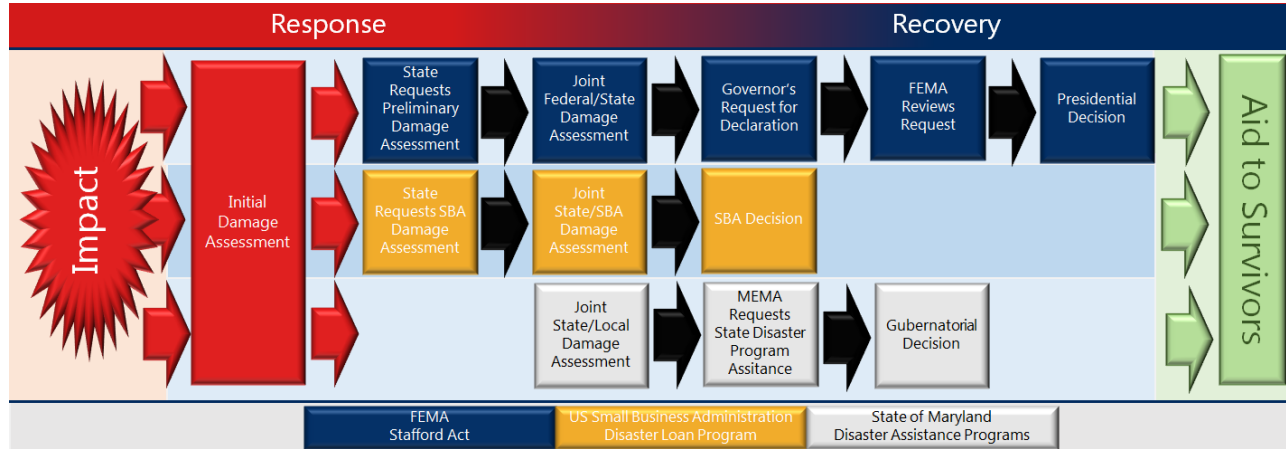 Response
Recovery
Impact
Initial
Damage
Assessment
State
Requests
Preliminary
Damage
Assessment
Joint
Federal/State
Damage
Assessment
Governor's
Request for
Declaration
FEMA
Reviews
Request
Presidential
Decision
State
Requests SBA
Damage
Assessment
Joint
State/SBA
Damage
Assessment
SBA Decision
Joint
State/Local
Damage
Assessment
MEMA
Requests
State Disaster
Program
Assitance
Gubernatorial
Decision
Aid to Survivors
FEMA
Stafford Act
US Small Business Administration
Disaster Loan Program
State of Maryland
Disaster Assistance Programs